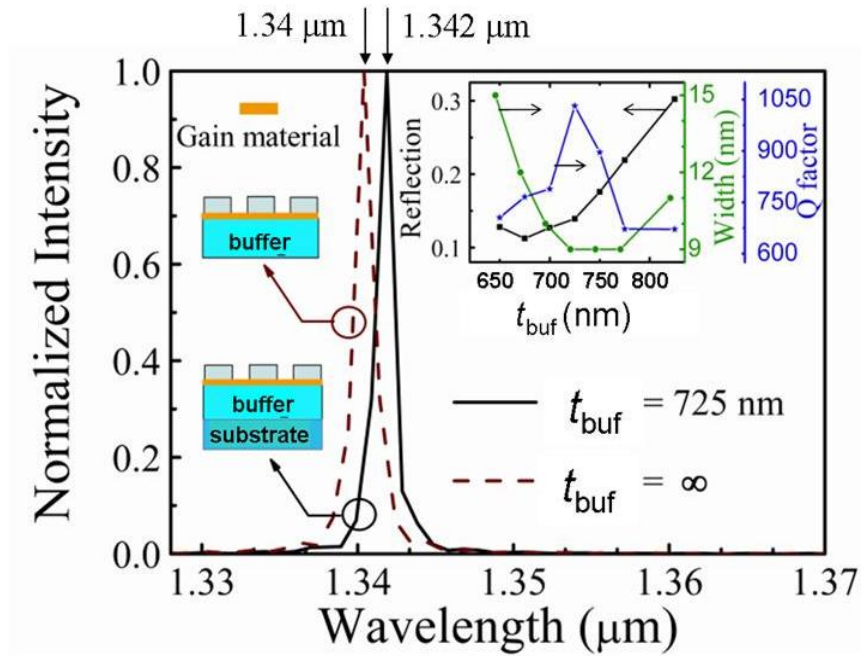 1.34 μm 1.342 μm
Normalized Intensity
1.0
0.8
0.6
0.4
0.2
0.0
Gain material
buffer
buffer
substrate
Reflection
0.3
0.2
0.1
15
12
9
Width (nm)
1050
900
750
600
Q factor
650 700 750 800
t_buf (nm)
t_buf = 725 nm
t_buf = ∞
1.33 1.34 1.35 1.36 1.37
Wavelength (μm)